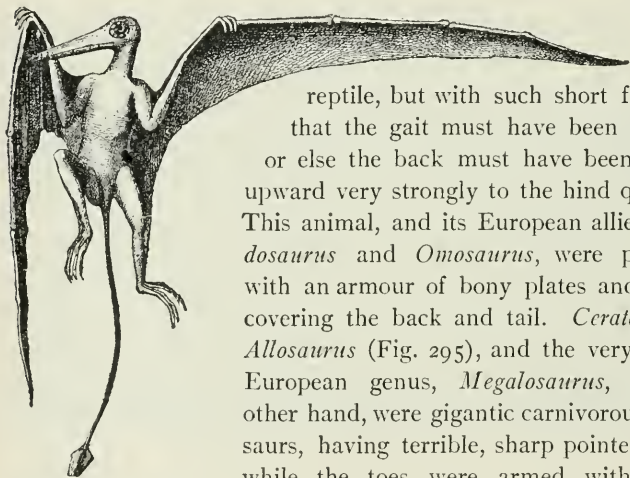 reptile, but with such short f
that the gait must have been
or else the back must have been
upward very strongly to the hind q
This animal, and its European allie
dosaurus and Omosaurus, were p
with an armour of bony plates and
covering the back and tail. Cerat
Allosaurus (Fig. 295), and the very
European genus, Megalosaurus,
other hand, were gigantic carnivorou
saurs, having terrible, sharp pointe
while the toes were armed with